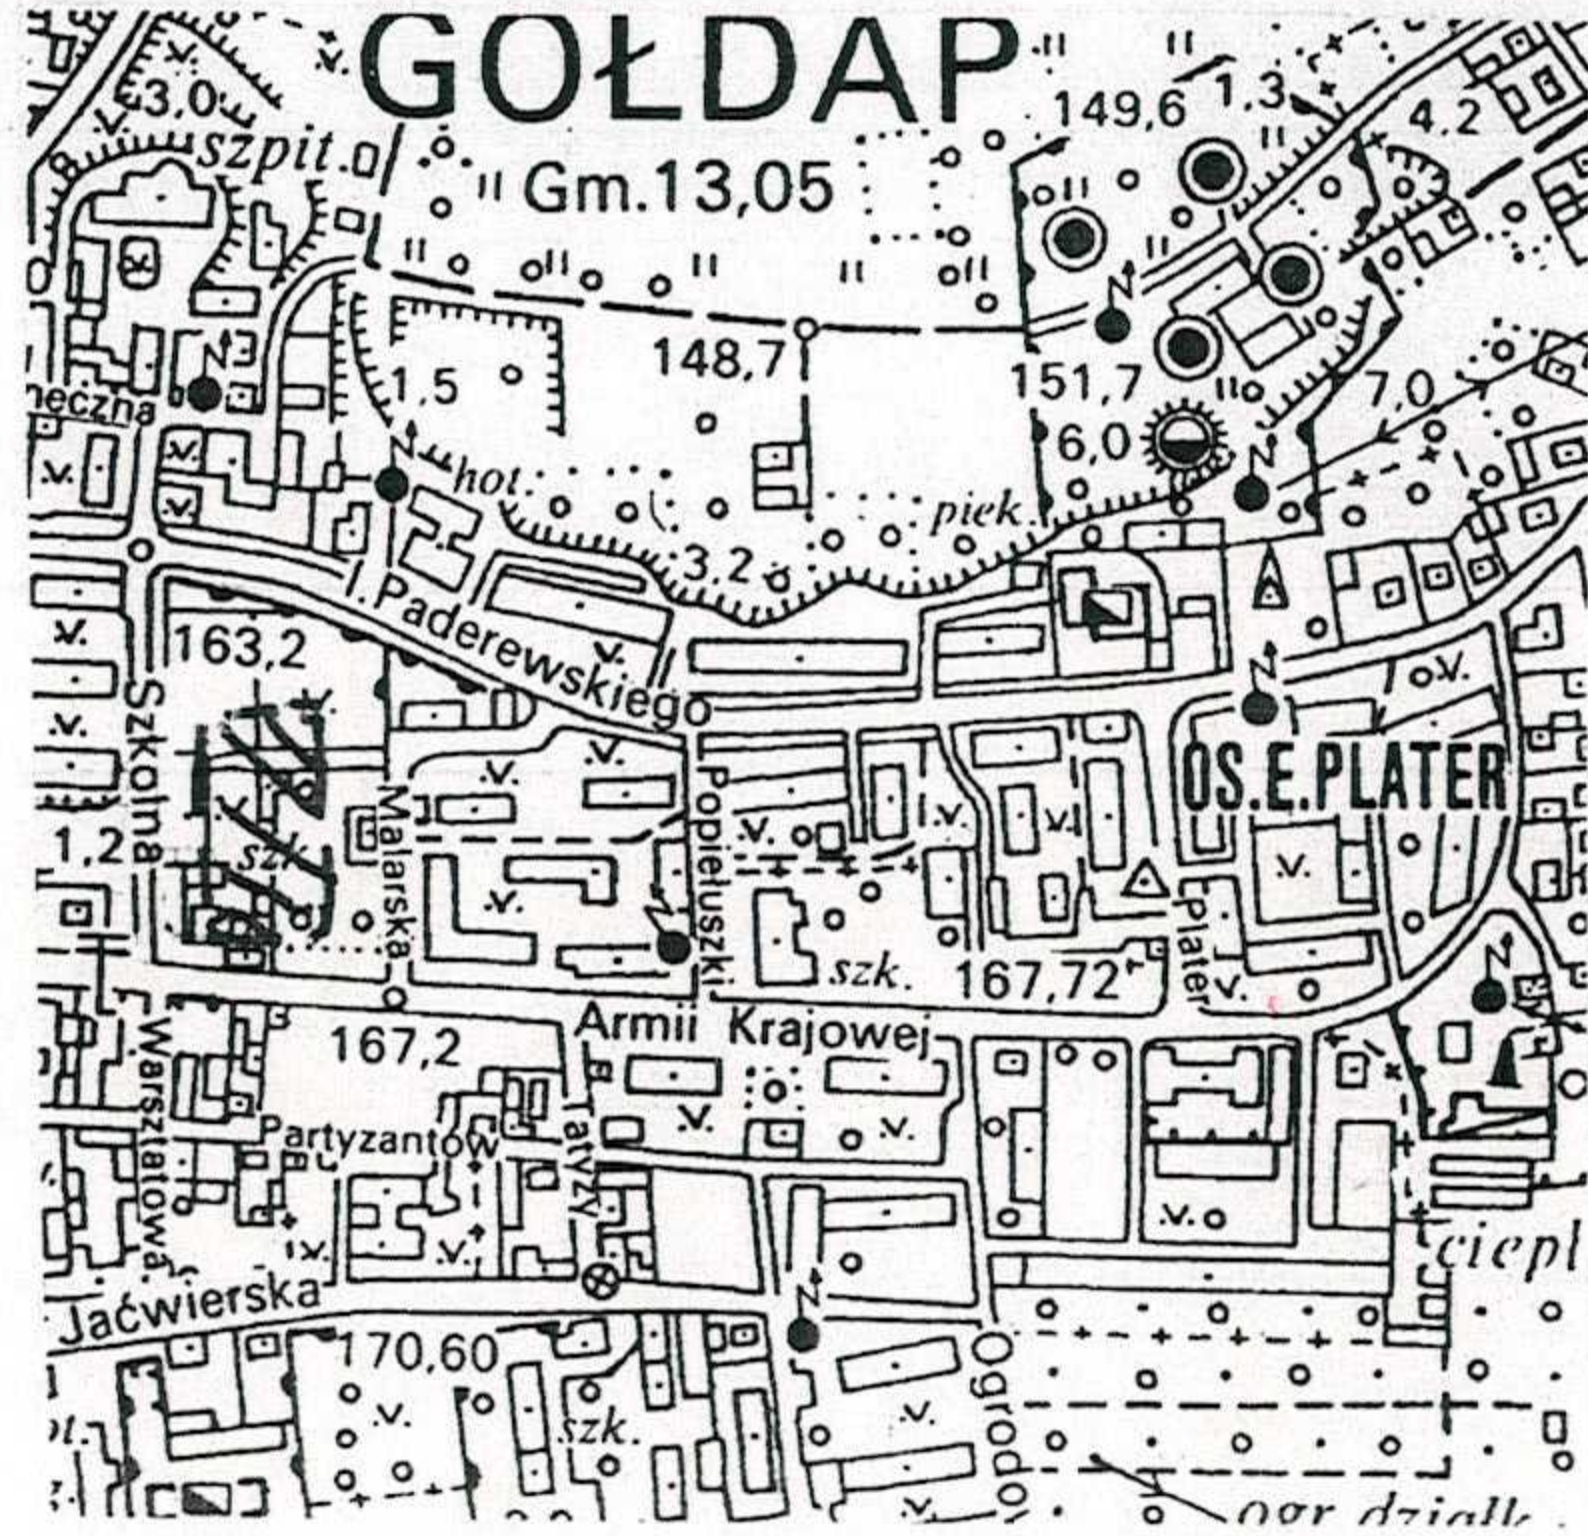 GOŁDAP
3,0
szpit.
Gm.13,05
149,6
1,3
4,2
148,7
1,5
151,7
7,0
6,0
hot.
piek.
3,2
I. Paderewskiego
163,2
Szkolna
szk.
1,2
Malarska
Popiełuszki
OS.E.PLATER
Plater
szk.
167,72
Armii Krajowej
167,2
Warsztatowa
Partyzantów
Jaćwierska
170,60
szk.
ciepł
Ogrodo
ogr działk.